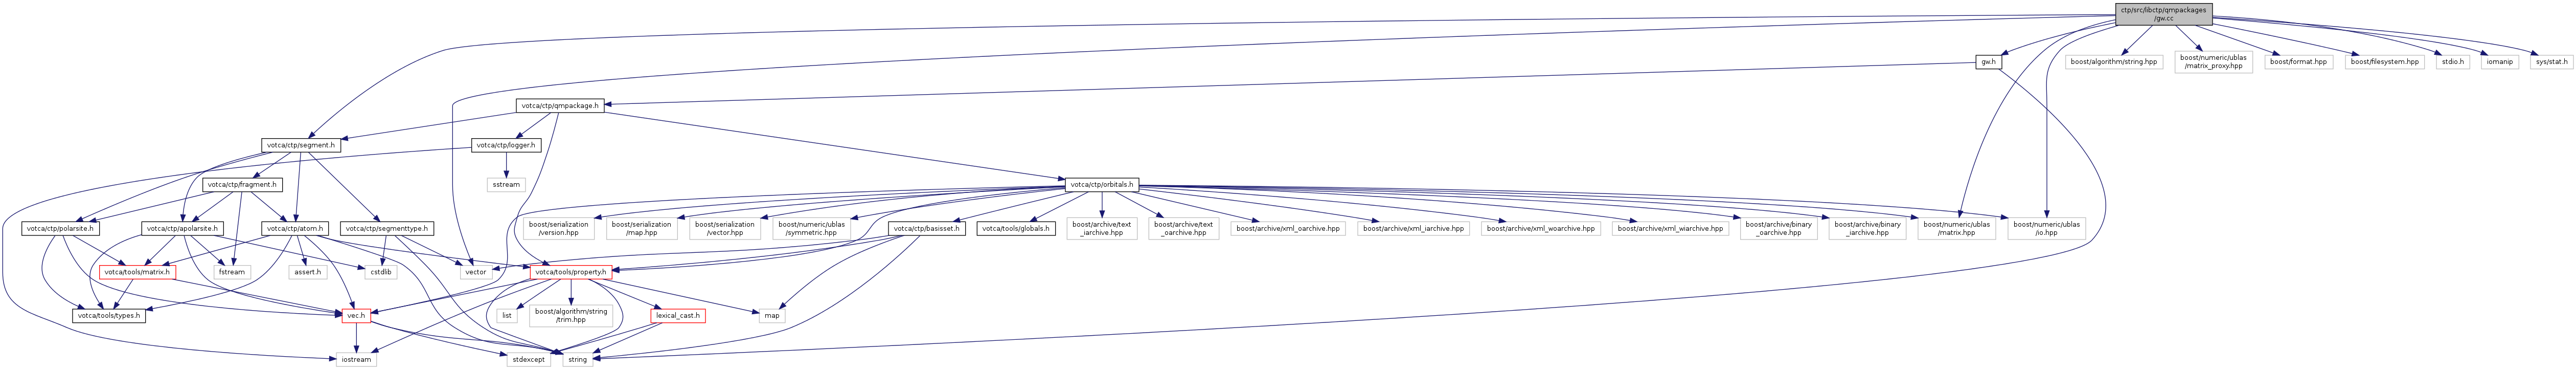 ctp/src/libctp/qmpackages
/gw.cc
gw.h
boost/algorithm/string.hpp
boost/numeric/ublas
/matrix_proxy.hpp
boost/format.hpp
boost/filesystem.hpp
stdio.h
iomanip
sys/stat.h
votca/ctp/qmpackage.h
votca/ctp/segment.h
votca/ctp/logger.h
votca/ctp/fragment.h
sstream
votca/ctp/orbitals.h
votca/ctp/polarsite.h
votca/ctp/apolarsite.h
votca/ctp/atom.h
votca/ctp/segmenttype.h
boost/serialization
/version.hpp
boost/serialization
/map.hpp
boost/serialization
/vector.hpp
boost/numeric/ublas
/symmetric.hpp
votca/ctp/basisset.h
votca/tools/globals.h
boost/archive/text
_iarchive.hpp
boost/archive/text
_oarchive.hpp
boost/archive/xml_oarchive.hpp
boost/archive/xml_iarchive.hpp
boost/archive/xml_woarchive.hpp
boost/archive/xml_wiarchive.hpp
boost/archive/binary
_oarchive.hpp
boost/archive/binary
_iarchive.hpp
boost/numeric/ublas
/matrix.hpp
boost/numeric/ublas
/io.hpp
votca/tools/matrix.h
fstream
assert.h
cstdlib
vector
votca/tools/property.h
votca/tools/types.h
vec.h
list
boost/algorithm/string
/trim.hpp
lexical_cast.h
map
iostream
stdexcept
string